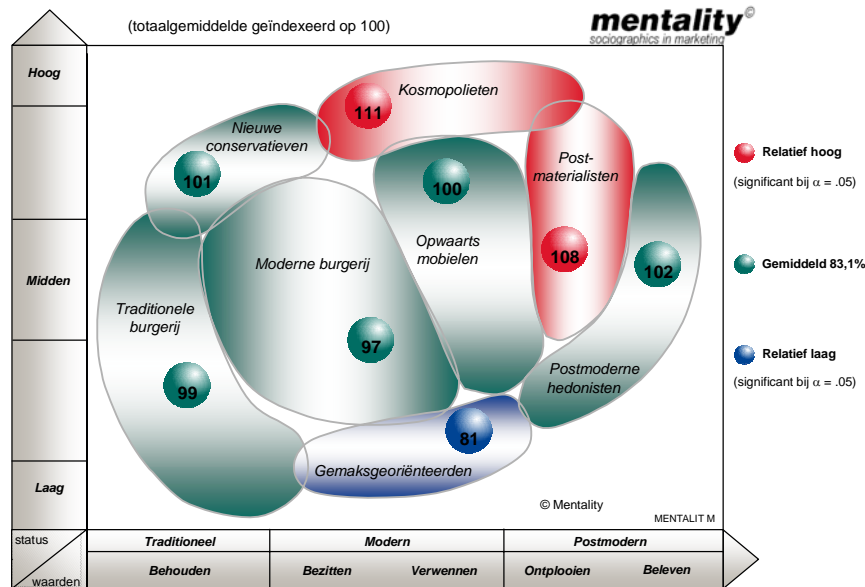 (totaalgemiddelde geïndexeerd op 100)
mentality©
sociographics in marketing
Hoog
Midden
Laag
Kosmopolieten
111
Nieuwe
conservatieven
101
Post-
materialisten
108
100
Opwaarts
mobielen
Moderne burgerij
97
102
Traditionele
burgerij
99
Postmoderne
hedonisten
81
Gemaksgeoriënteerden
Relatief hoog
(significant bij α = .05)
Gemiddeld 83,1%
Relatief laag
(significant bij α = .05)
© Mentality
MENTALIT M
status
waarden
Traditioneel
Modern
Postmodern
Behouden
Bezitten
Verwennen
Ontplooien
Beleven